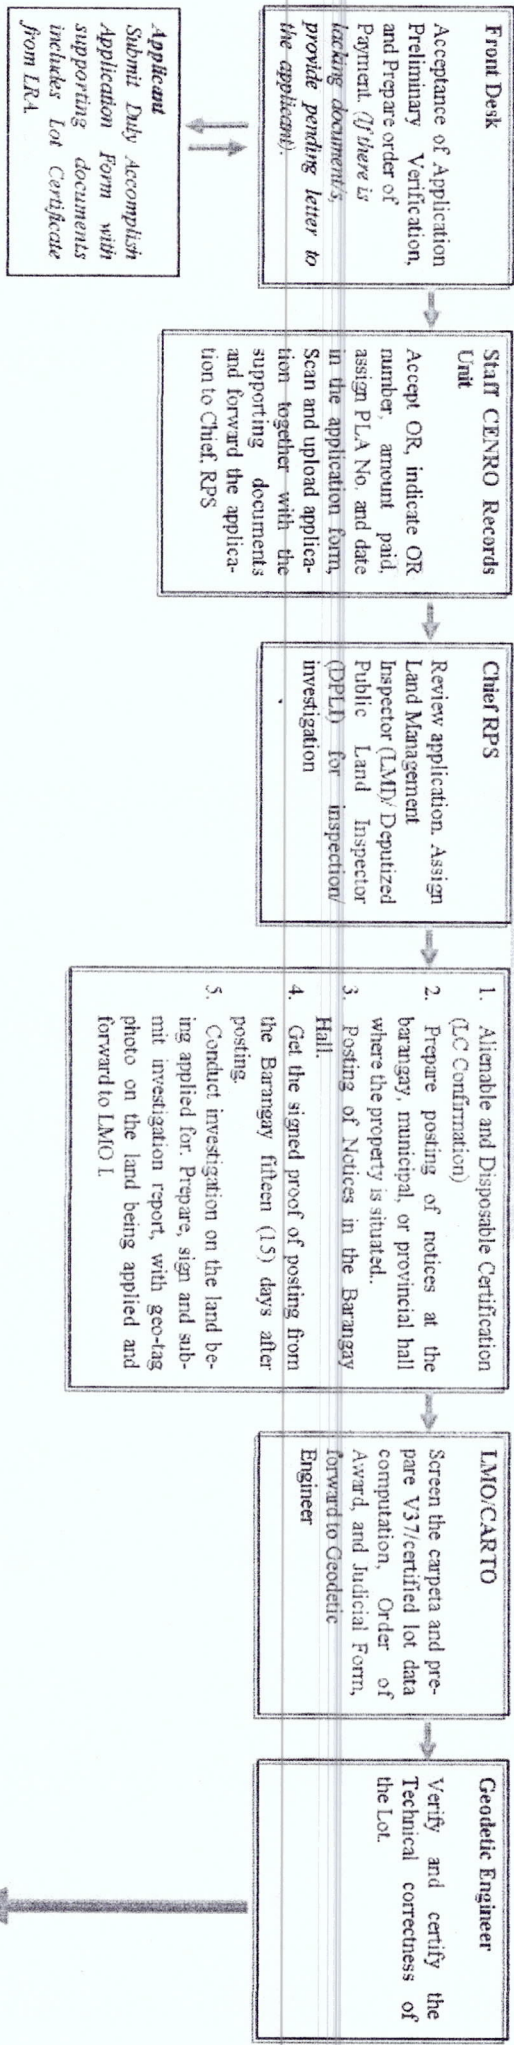 Front Desk
Acceptance of Application
Preliminary Verification,
and Prepare order of
Payment. (If there is
lacking document/s,
provide pending letter to
the applicant).
Applicant
Submit Duly Accomplish
Application Form with
supporting documents
includes Lot Certificate
from LRA.
Staff CENRO Records
Unit
Accept OR, indicate OR
number, amount paid,
assign PLA No. and date
in the application form,
Scan and upload applica-
tion together with the
supporting documents
and forward the applica-
tion to Chief, RPS
Chief RPS
Review application. Assign
Land Management
Inspector (LMI)/ Deputized
Public Land Inspector
(DPLI) for inspection/
investigation
1. Alienable and Disposable Certification
(LC Confirmation)
2. Prepare posting of notices at the
barangay, municipal, or provincial hall
where the property is situated..
3. Posting of Notices in the Barangay
Hall.
4. Get the signed proof of posting from
the Barangay fifteen (15) days after
posting.
5. Conduct investigation on the land be-
ing applied for. Prepare, sign and sub-
mit investigation report, with geo-tag
photo on the land being applied and
forward to LMO I.
LMO/CARTO
Screen the carpeta and pre-
pare V37/certified lot data
computation, Order of
Award, and Judicial Form,
forward to Geodetic
Engineer
Geodetic Engineer
Verify and certify the
Technical correctness of
the Lot.